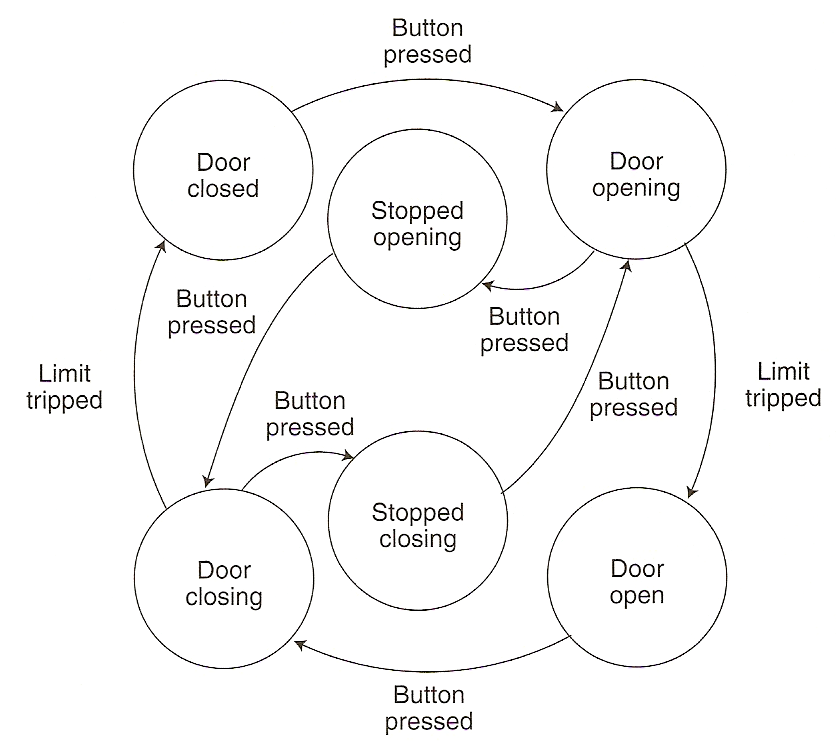 Button
pressed
Door
closed
Door
opening
Stopped
opening
Button
pressed
Button
pressed
Limit
tripped
Limit
tripped
Button
pressed
Button
pressed
Stopped
closing
Door
closing
Door
open
Button
pressed